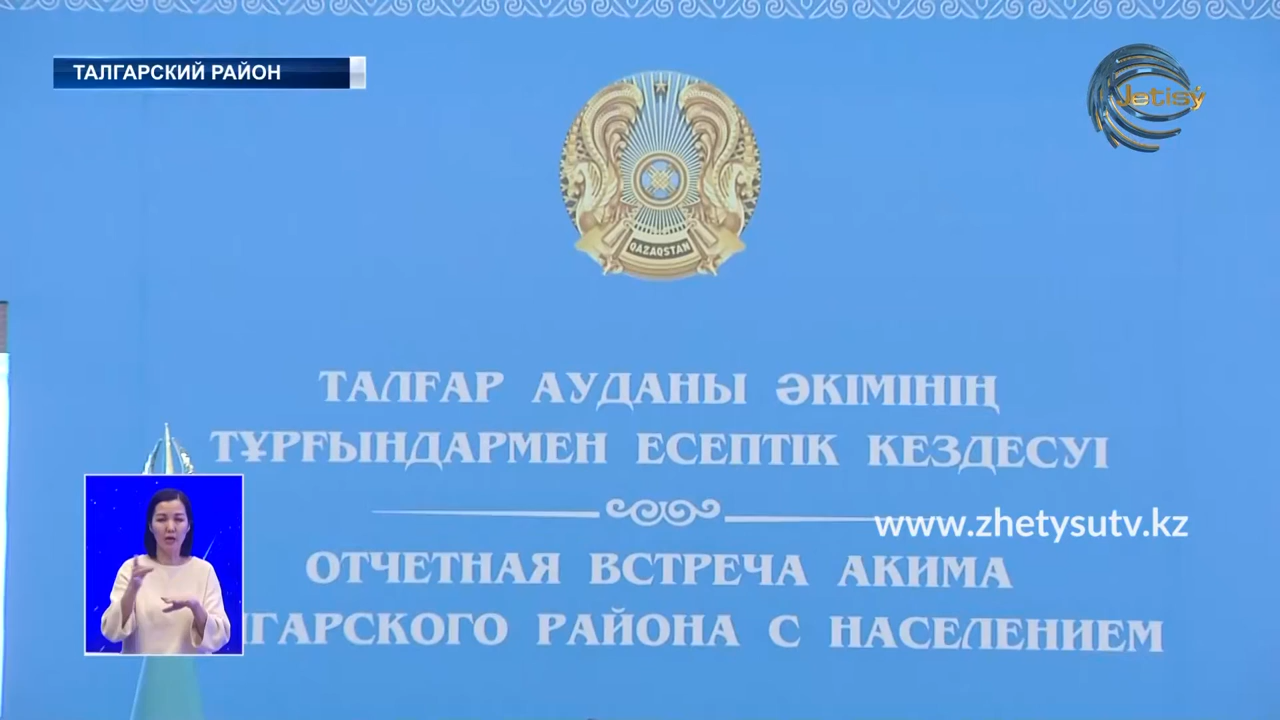 ТАЛГАРСКИЙ РАЙОН
Jetisý
QAZAQSTAN
ТАЛҒАР АУДАНЫ ӘКІМІНІҢ
ТҰРҒЫНДАРМЕН ЕСЕПТІК КЕЗДЕСУІ
www.zhetysutv.kz
ОТЧЕТНАЯ ВСТРЕЧА АКИМА
РАЙОНА С НАСЕЛЕНИЕМ